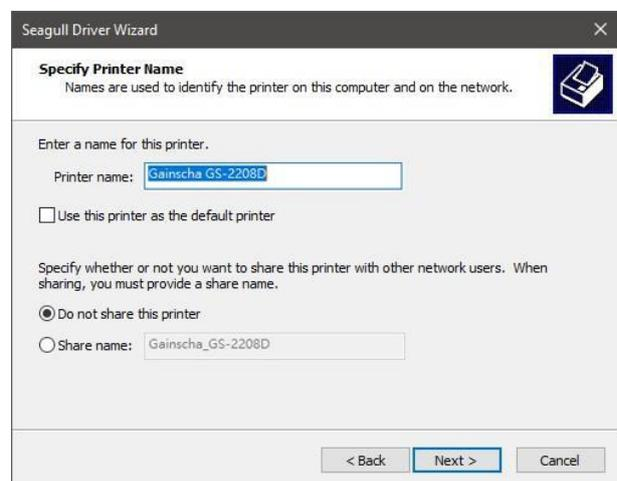 Seagull Driver Wizard
Specify Printer Name
Names are used to identify the printer on this computer and on the network.
Enter a name for this printer.
Printer name: Gainscha GS-2208D
Use this printer as the default printer
Specify whether or not you want to share this printer with other network users. When
sharing, you must provide a share name.
Do not share this printer
Share name: Gainscha_GS-2208D
< Back Next > Cancel